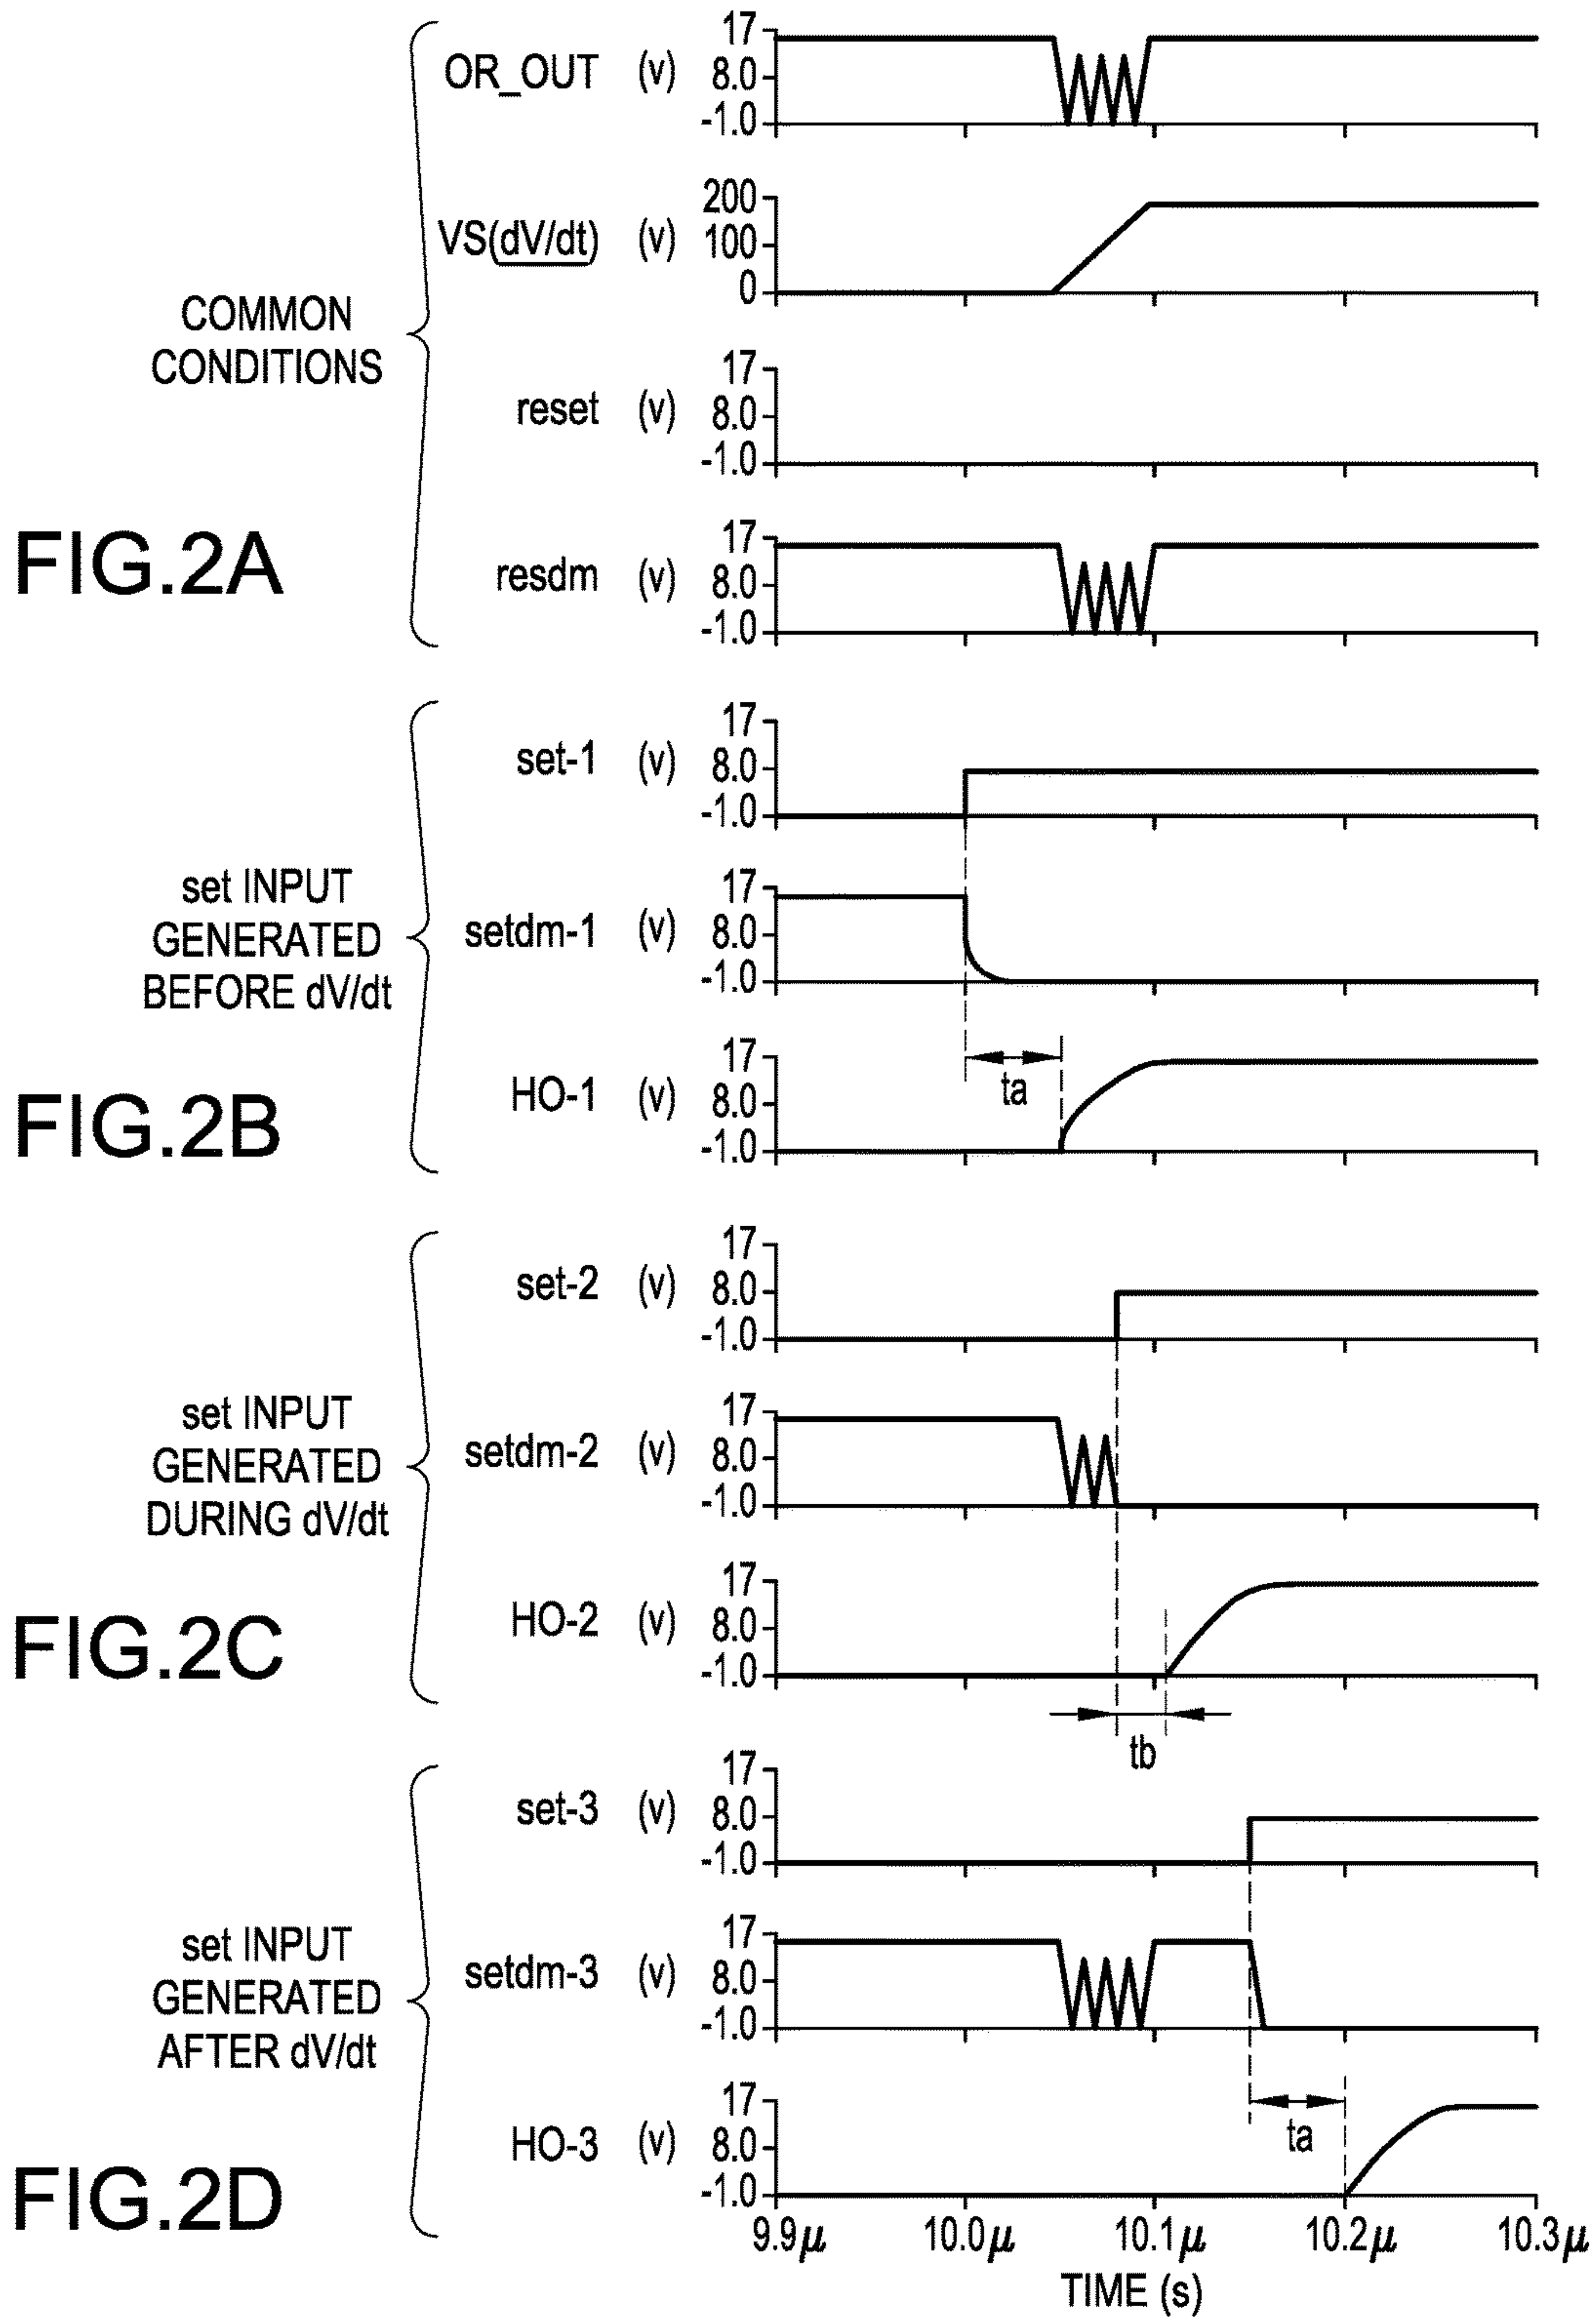 COMMON
CONDITIONS
FIG.2A
OR_OUT (v) 17 8.0 -1.0
VS(dV/dt) (v) 200 100 0
reset (v) 17 8.0 -1.0
resdm (v) 17 8.0 -1.0
set INPUT
GENERATED
BEFORE dV/dt
FIG.2B
set-1 (v) 17 8.0 -1.0
setdm-1 (v) 17 8.0 -1.0
HO-1 (v) 17 8.0 -1.0
ta
set INPUT
GENERATED
DURING dV/dt
FIG.2C
set-2 (v) 17 8.0 -1.0
setdm-2 (v) 17 8.0 -1.0
HO-2 (v) 17 8.0 -1.0
tb
set INPUT
GENERATED
AFTER dV/dt
FIG.2D
set-3 (v) 17 8.0 -1.0
setdm-3 (v) 17 8.0 -1.0
HO-3 (v) 17 8.0 -1.0
ta
9.9μ 10.0μ 10.1μ 10.2μ 10.3μ
TIME (s)